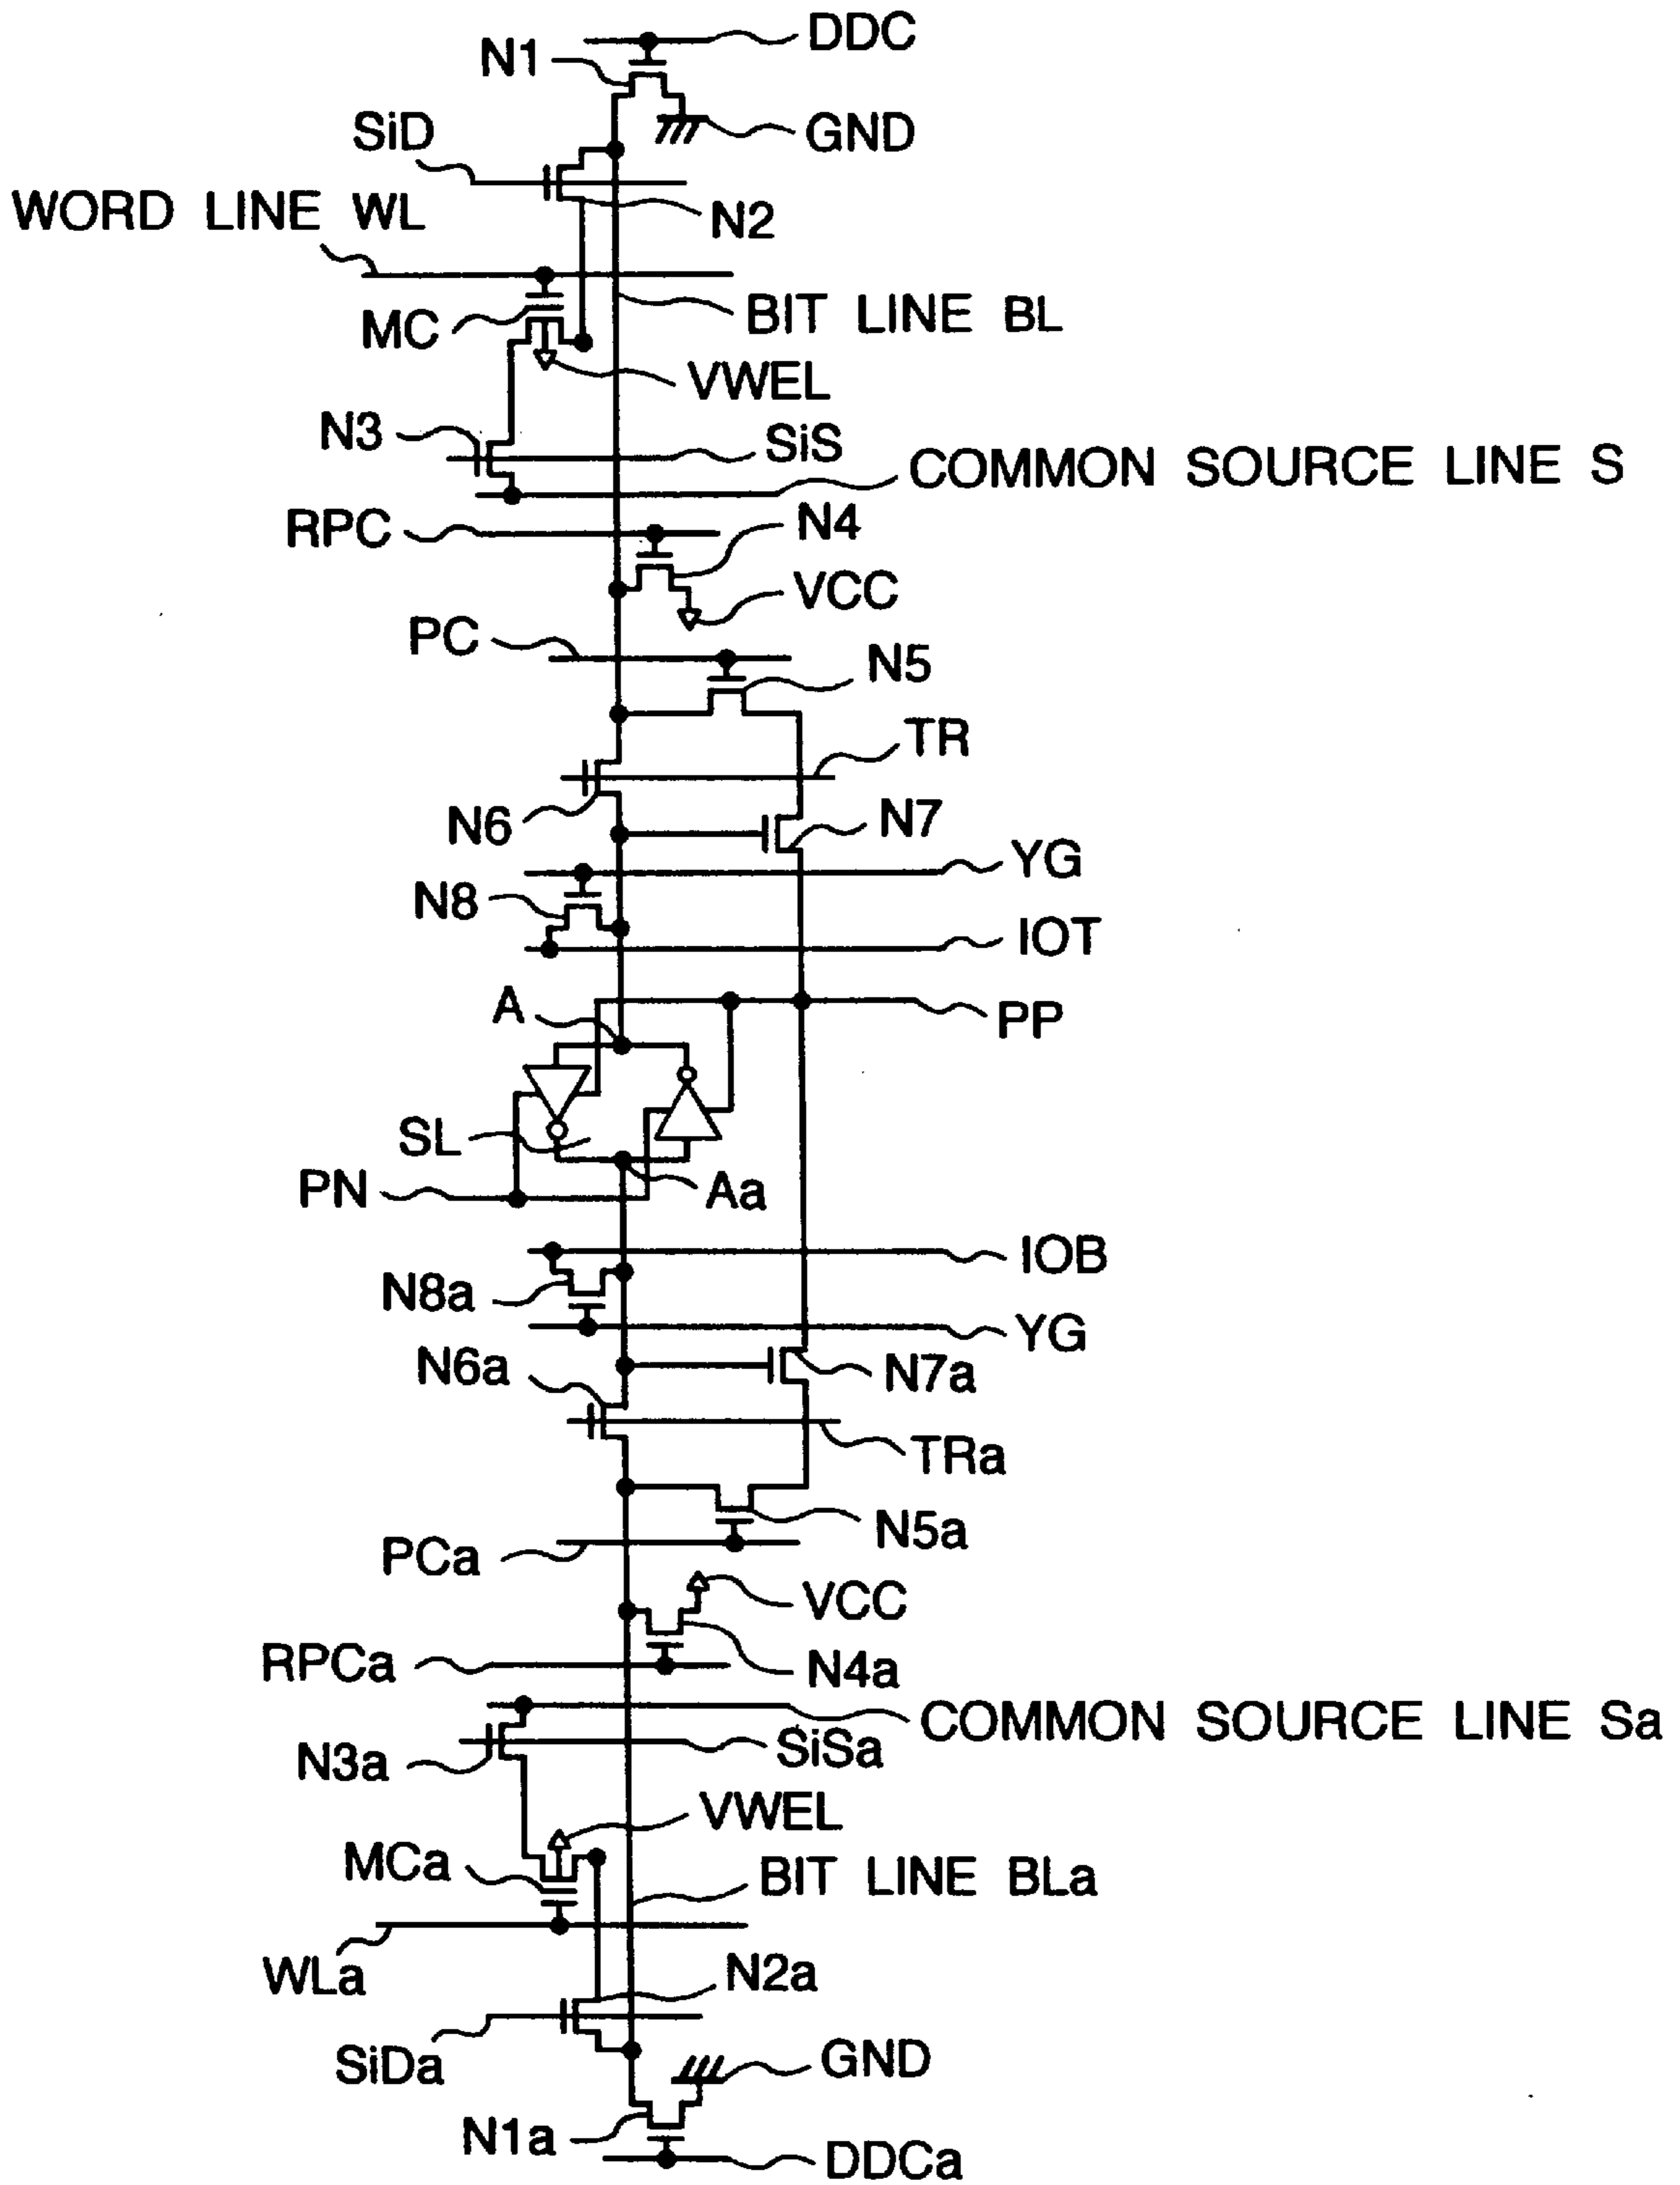 DDC
N1
GND
SiD
N2
WORD LINE WL
BIT LINE BL
MC
VWEL
N3
SiS
COMMON SOURCE LINE S
RPC
N4
VCC
PC
N5
TR
N6
N7
YG
N8
IOT
A
PP
SL
PN
Aa
IOB
N8a
YG
N6a
N7a
TRa
N5a
PCa
VCC
RPCa
N4a
COMMON SOURCE LINE Sa
SiSa
N3a
VWEL
MCa
BIT LINE BLa
WLa
N2a
SiDa
GND
N1a
DDCa